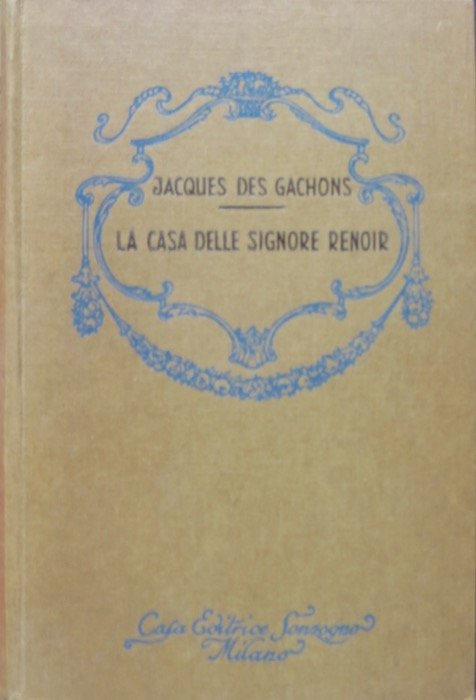 JACQUES DES GACHONS
LA CASA DELLE SIGNORE RENOIR
Casa Editrice Sonzogno
Milano